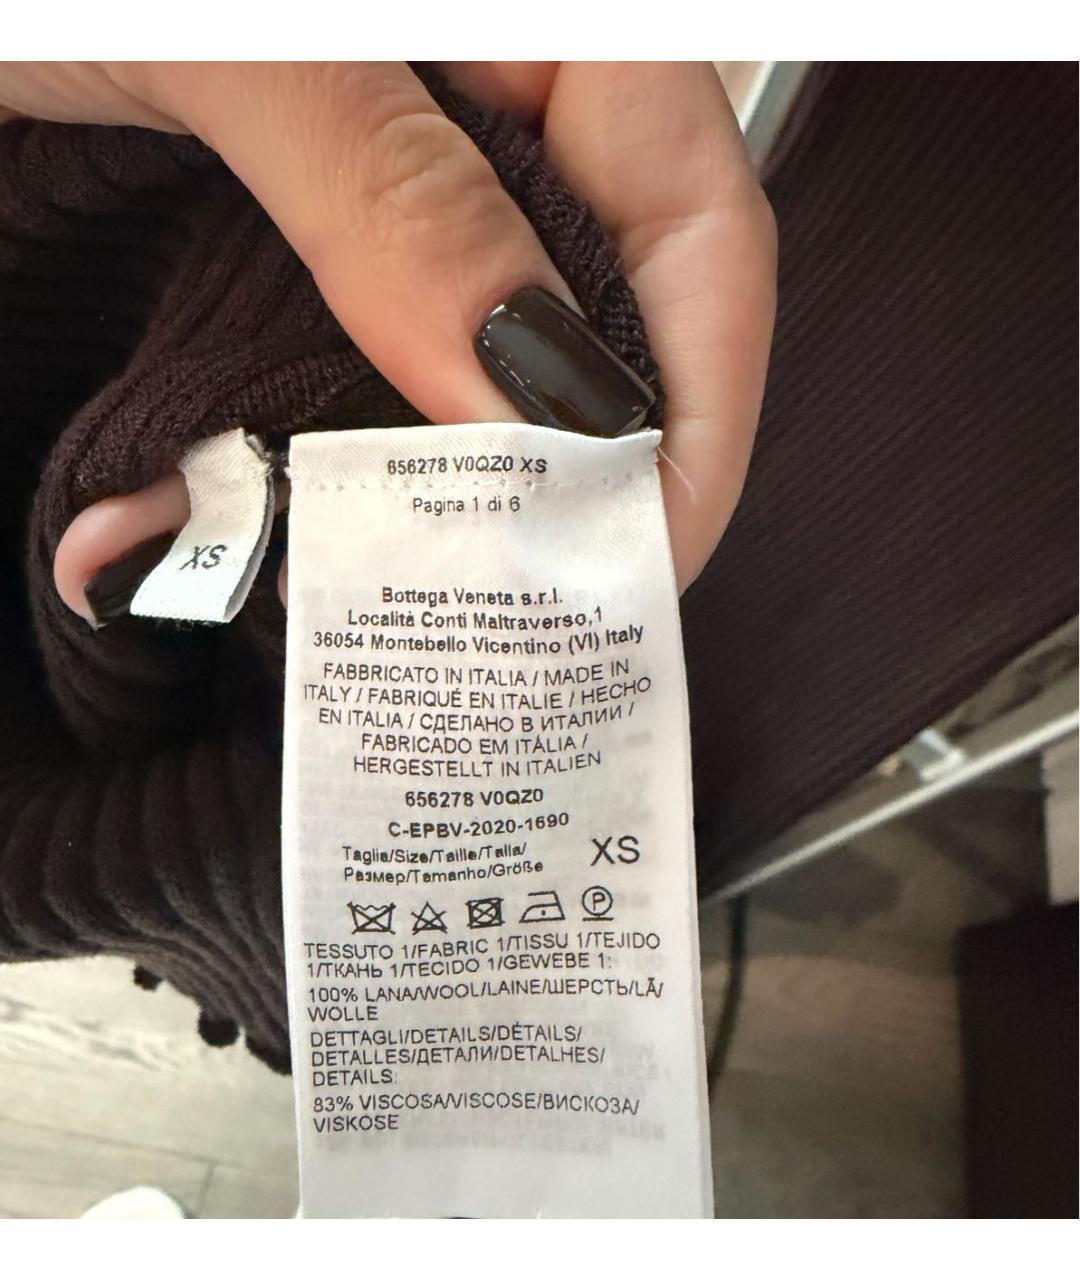 656278 V0QZ0 XS
Pagina 1 di 6
XS
Bottega Veneta s.r.l.
Località Conti Maltraverso,1
36054 Montebello Vicentino (VI) Italy
FABBRICATO IN ITALIA / MADE IN
ITALY / FABRIQUÉ EN ITALIE / HECHO
EN ITALIA / СДЕЛАНО В ИТАЛИИ /
FABRICADO EM ITÁLIA /
HERGESTELLT IN ITALIEN
656278 V0QZ0
C-EPBV-2020-1690
Taglia/Size/Taille/Talla/
Размер/Tamanho/Größe
XS
P
TESSUTO 1/FABRIC 1/TISSU 1/TEJIDO
1/ТКАНЬ 1/TECIDO 1/GEWEBE 1:
100% LANA/WOOL/LAINE/ШЕРСТЬ/LÃ/
WOLLE
DETTAGLI/DETAILS/DÉTAILS/
DETALLES/ДЕТАЛИ/DETALHES/
DETAILS:
83% VISCOSA/VISCOSE/ВИСКОЗА/
VISKOSE